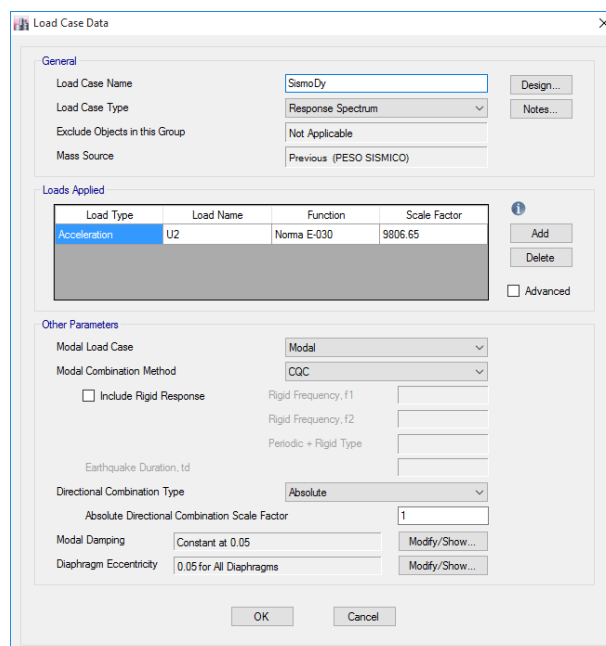 Load Case Data
General
Load Case Name SismoDy Design...
Load Case Type Response Spectrum Notes...
Exclude Objects in this Group Not Applicable
Mass Source Previous (PESO SISMICO)
Loads Applied
Load Type Load Name Function Scale Factor
Acceleration U2 Norma E-030 9806.65 Add
Delete
Advanced
Other Parameters
Modal Load Case Modal
Modal Combination Method CQC
Include Rigid Response Rigid Frequency, f1
Rigid Frequency, f2
Periodic + Rigid Type
Earthquake Duration, td
Directional Combination Type Absolute
Absolute Directional Combination Scale Factor 1
Modal Damping Constant at 0.05 Modify/Show...
Diaphragm Eccentricity 0.05 for All Diaphragms Modify/Show...
OK Cancel